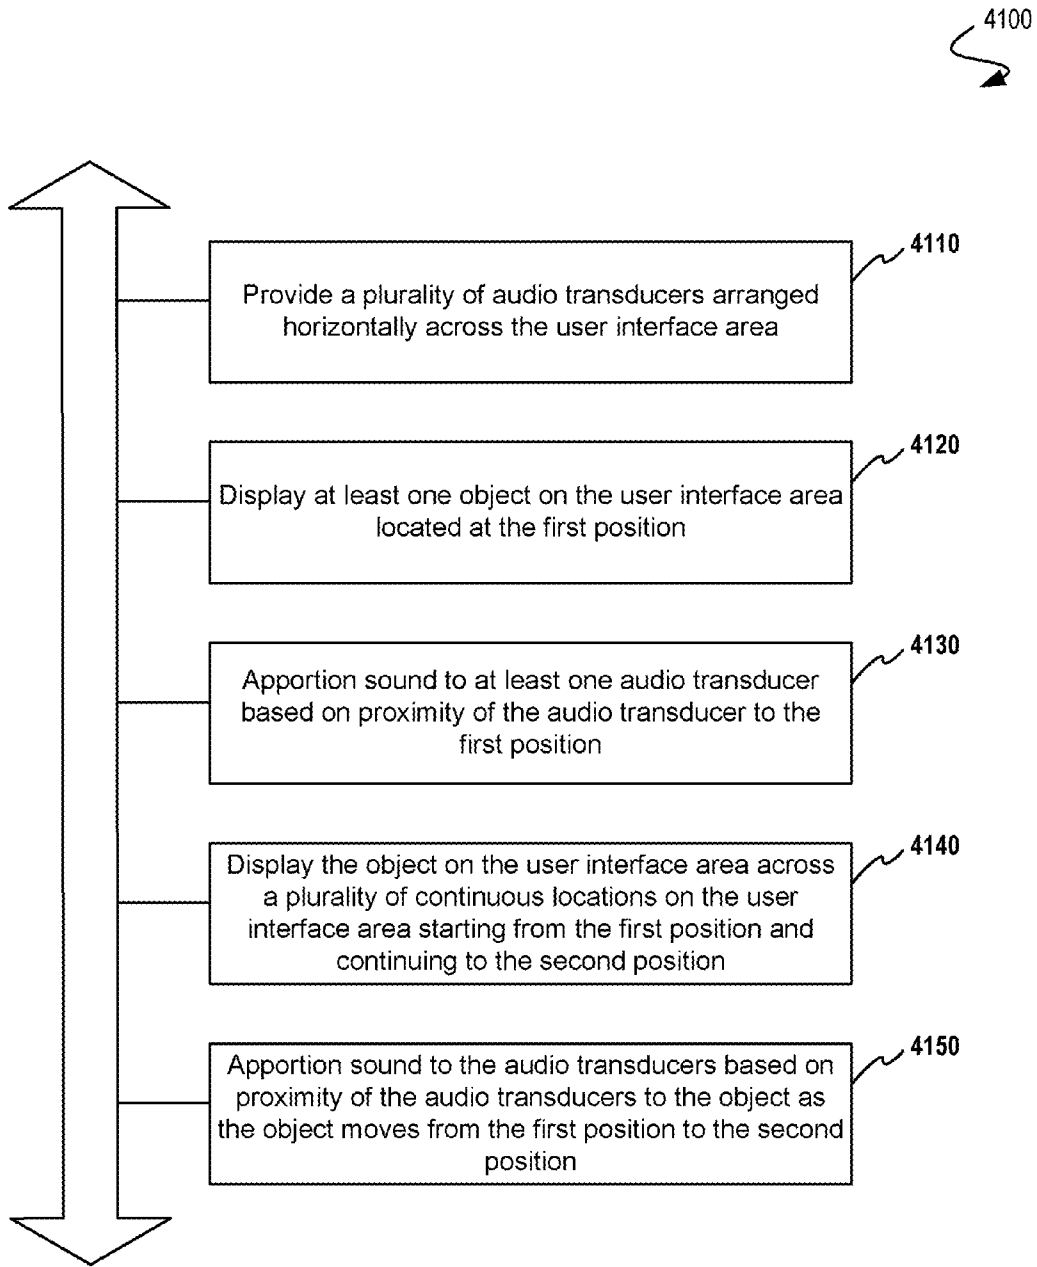 4100
4110
Provide a plurality of audio transducers arranged
horizontally across the user interface area
4120
Display at least one object on the user interface area
located at the first position
4130
Apportion sound to at least one audio transducer
based on proximity of the audio transducer to the
first position
4140
Display the object on the user interface area across
a plurality of continuous locations on the user
interface area starting from the first position and
continuing to the second position
4150
Apportion sound to the audio transducers based on
proximity of the audio transducers to the object as
the object moves from the first position to the second
position